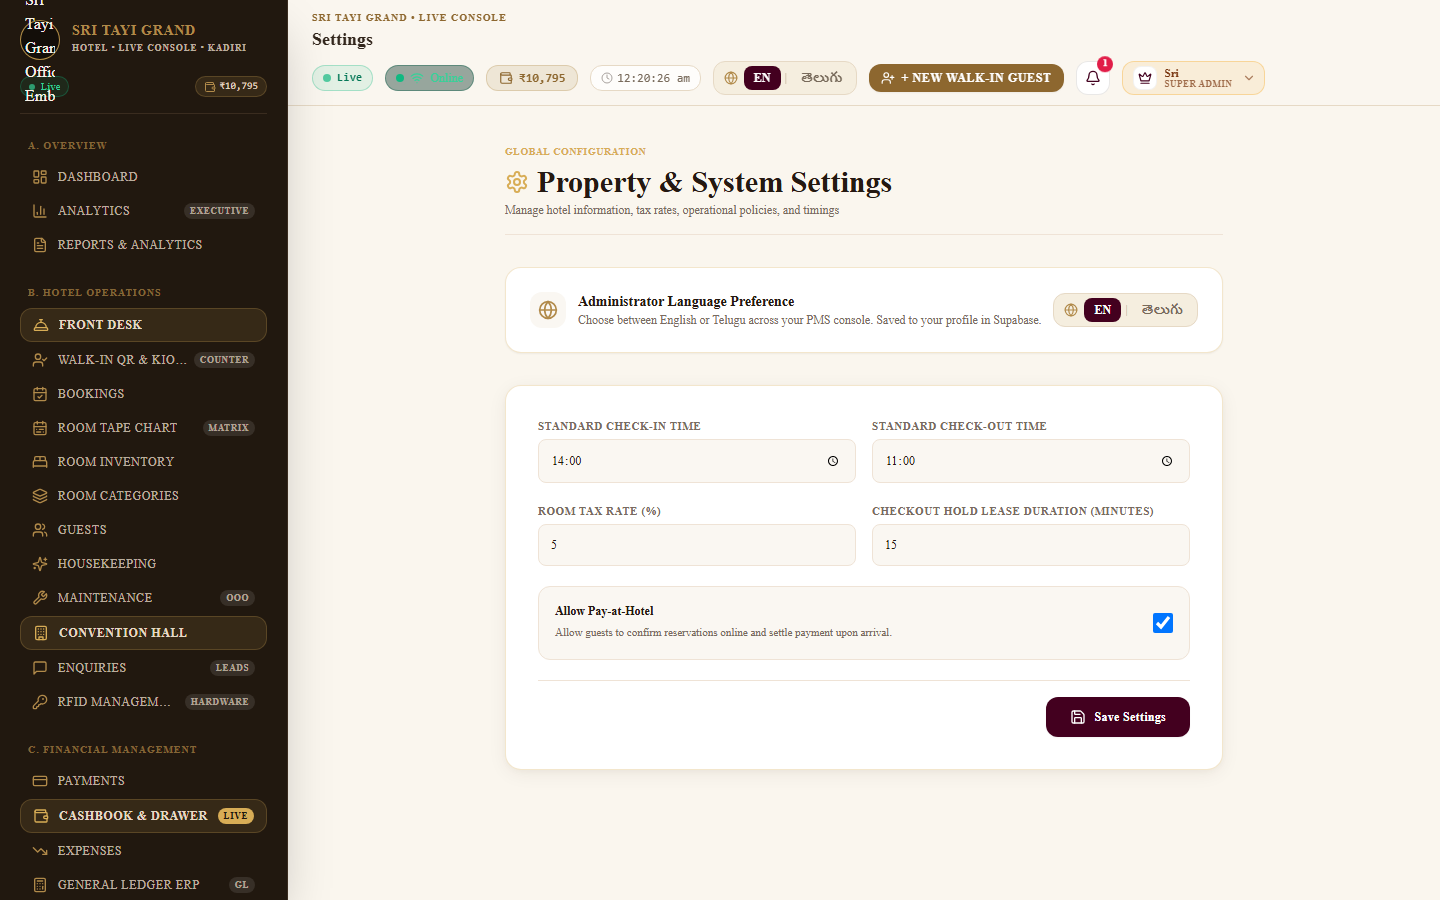 Sri
Tayi
Gran
Offic
Emb
SRI TAYI GRAND
HOTEL • LIVE CONSOLE • KADIRI
Live
₹10,795
A. OVERVIEW
DASHBOARD
ANALYTICS EXECUTIVE
REPORTS & ANALYTICS
B. HOTEL OPERATIONS
FRONT DESK
WALK-IN QR & KIO... COUNTER
BOOKINGS
ROOM TAPE CHART MATRIX
ROOM INVENTORY
ROOM CATEGORIES
GUESTS
HOUSEKEEPING
MAINTENANCE OOO
CONVENTION HALL
ENQUIRIES LEADS
RFID MANAGEM... HARDWARE
C. FINANCIAL MANAGEMENT
PAYMENTS
CASHBOOK & DRAWER LIVE
EXPENSES
GENERAL LEDGER ERP GL
SRI TAYI GRAND • LIVE CONSOLE
Settings
Live
₹10,795
12:20:26 am
EN | తెలుగు
+ NEW WALK-IN GUEST
1
Sri
SUPER ADMIN
GLOBAL CONFIGURATION
Property & System Settings
Manage hotel information, tax rates, operational policies, and timings
Administrator Language Preference
Choose between English or Telugu across your PMS console. Saved to your profile in Supabase.
EN | తెలుగు
STANDARD CHECK-IN TIME
14:00
STANDARD CHECK-OUT TIME
11:00
ROOM TAX RATE (%)
5
CHECKOUT HOLD LEASE DURATION (MINUTES)
15
Allow Pay-at-Hotel
Allow guests to confirm reservations online and settle payment upon arrival.
Save Settings